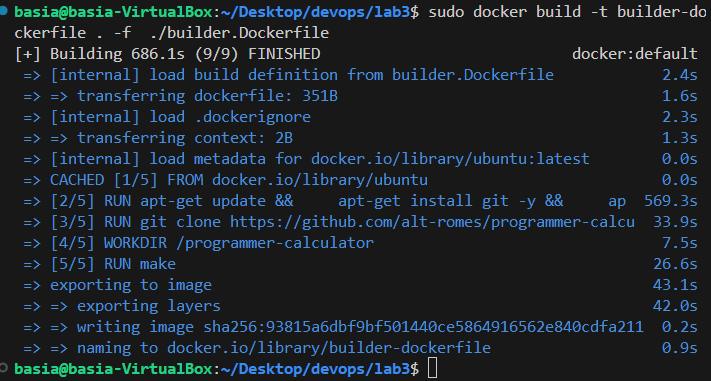 basia@basia-VirtualBox:~/Desktop/devops/lab3$ sudo docker build -t builder-do
ckerfile . -f  ./builder.Dockerfile
[+] Building 686.1s (9/9) FINISHED                          docker:default
 => [internal] load build definition from builder.Dockerfile           2.4s
 => => transferring dockerfile: 351B                                   1.6s
 => [internal] load .dockerignore                                      2.3s
 => => transferring context: 2B                                        1.3s
 => [internal] load metadata for docker.io/library/ubuntu:latest       0.0s
 => CACHED [1/5] FROM docker.io/library/ubuntu                         0.0s
 => [2/5] RUN apt-get update &&     apt-get install git -y &&     ap  569.3s
 => [3/5] RUN git clone https://github.com/alt-romes/programmer-calcu  33.9s
 => [4/5] WORKDIR /programmer-calculator                               7.5s
 => [5/5] RUN make                                                    26.6s
 => exporting to image                                                43.1s
 => => exporting layers                                               42.0s
 => => writing image sha256:93815a6dbf9bf501440ce5864916562e840cdfa211  0.2s
 => => naming to docker.io/library/builder-dockerfile                  0.9s
basia@basia-VirtualBox:~/Desktop/devops/lab3$